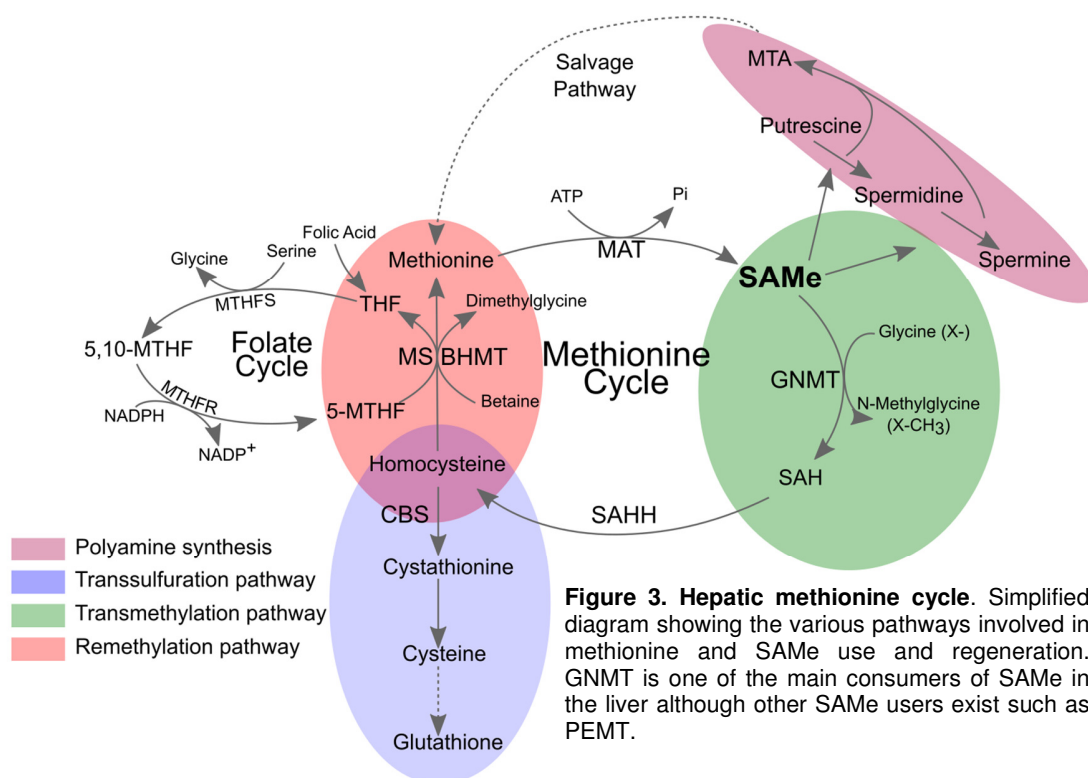 MTA
Salvage
Pathway
Putrescine
Spermidine
Spermine
ATP
Pi
MAT
SAMe
Folic Acid
Serine
Glycine
MTHFS
Methionine
THF
Dimethylglycine
5,10-MTHF
Folate
Cycle
MS
BHMT
Methionine
Cycle
MTHFR
NADPH
NADP+
5-MTHF
Betaine
Glycine (X-)
GNMT
N-Methylglycine
(X-CH3)
SAH
Homocysteine
CBS
SAHH
Cystathionine
Cysteine
Glutathione
Polyamine synthesis
Transsulfuration pathway
Transmethylation pathway
Remethylation pathway
Figure 3. Hepatic methionine cycle. Simplified
diagram showing the various pathways involved in
methionine and SAMe use and regeneration.
GNMT is one of the main consumers of SAMe in
the liver although other SAMe users exist such as
PEMT.